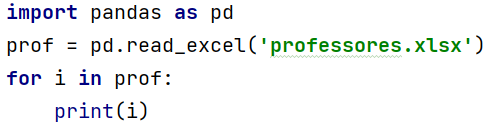 import pandas as pd
prof = pd.read_excel('professores.xlsx')
for i in prof:
    print(i)